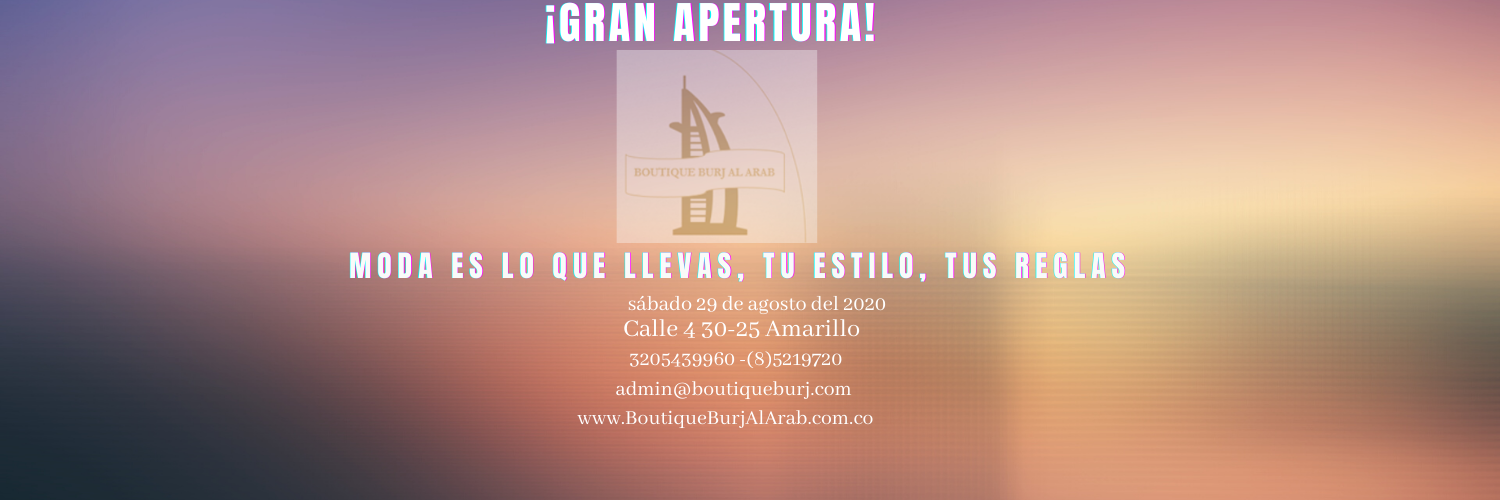 ¡GRAN APERTURA!
BOUTIQUE BURJ AL ARAB
MODA ES LO QUE LLEVAS, TU ESTILO, TUS REGLAS
sábado 29 de agosto del 2020
Calle 4 30-25 Amarillo
3205439960 -(8)5219720
admin@boutiqueburj.com
www.BoutiqueBurjAlArab.com.co